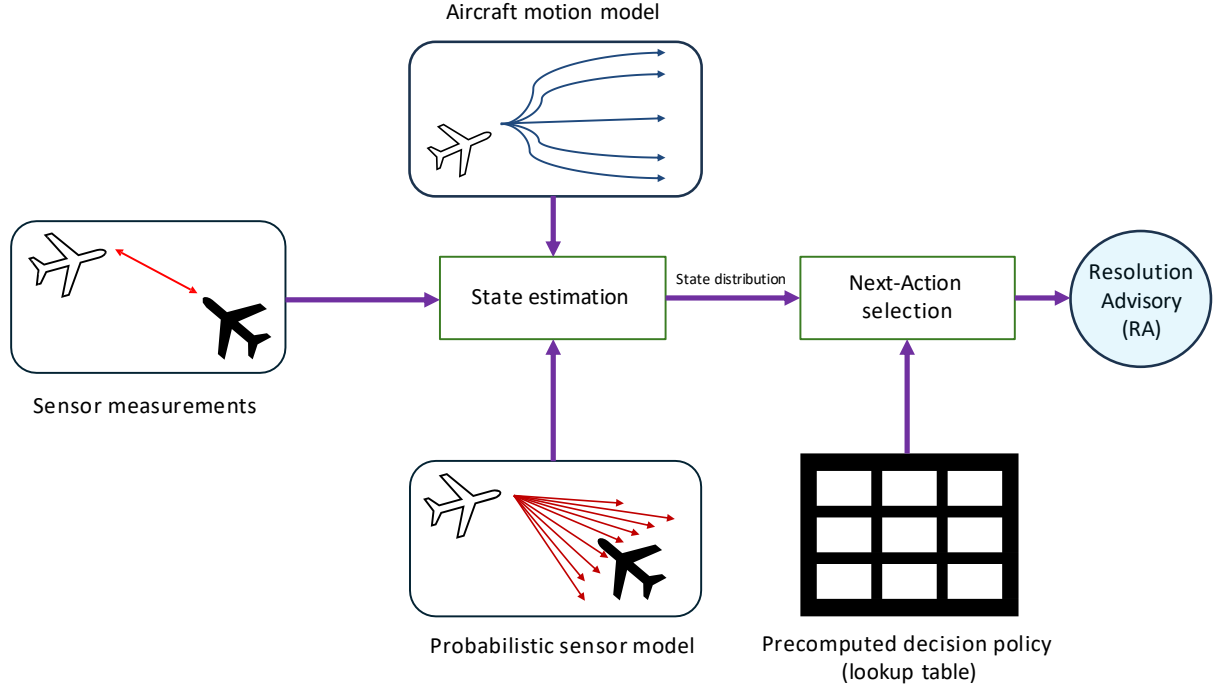 Aircraft motion model
Sensor measurements
State estimation
State distribution
Next-Action
selection
Resolution
Advisory
(RA)
Probabilistic sensor model
Precomputed decision policy
(lookup table)